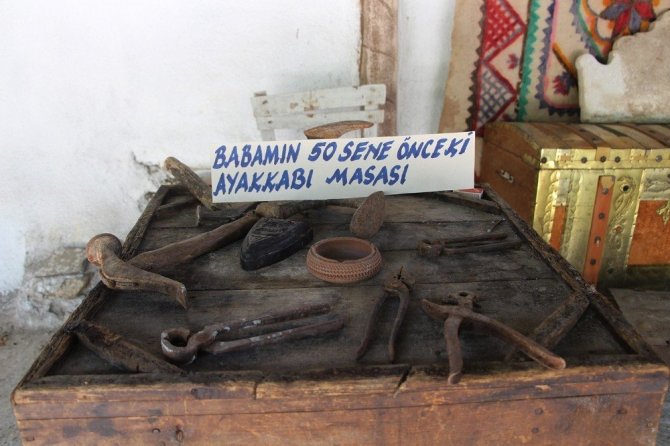 BABAMIN 50 SENE ÖNCEKİ
AYAKKABI MASASI